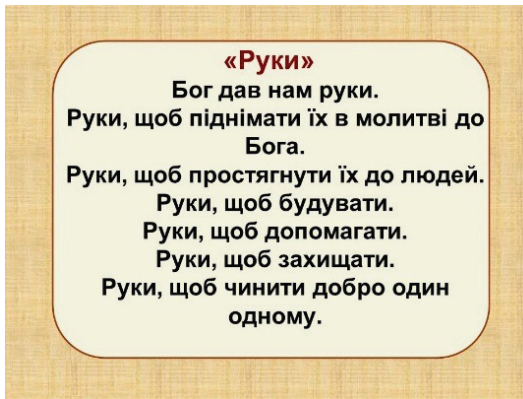 «Руки»
Бог дав нам руки.
Руки, щоб піднімати їх в молитві до
Бога.
Руки, щоб простягнути їх до людей.
Руки, щоб будувати.
Руки, щоб допомагати.
Руки, щоб захищати.
Руки, щоб чинити добро один
одному.